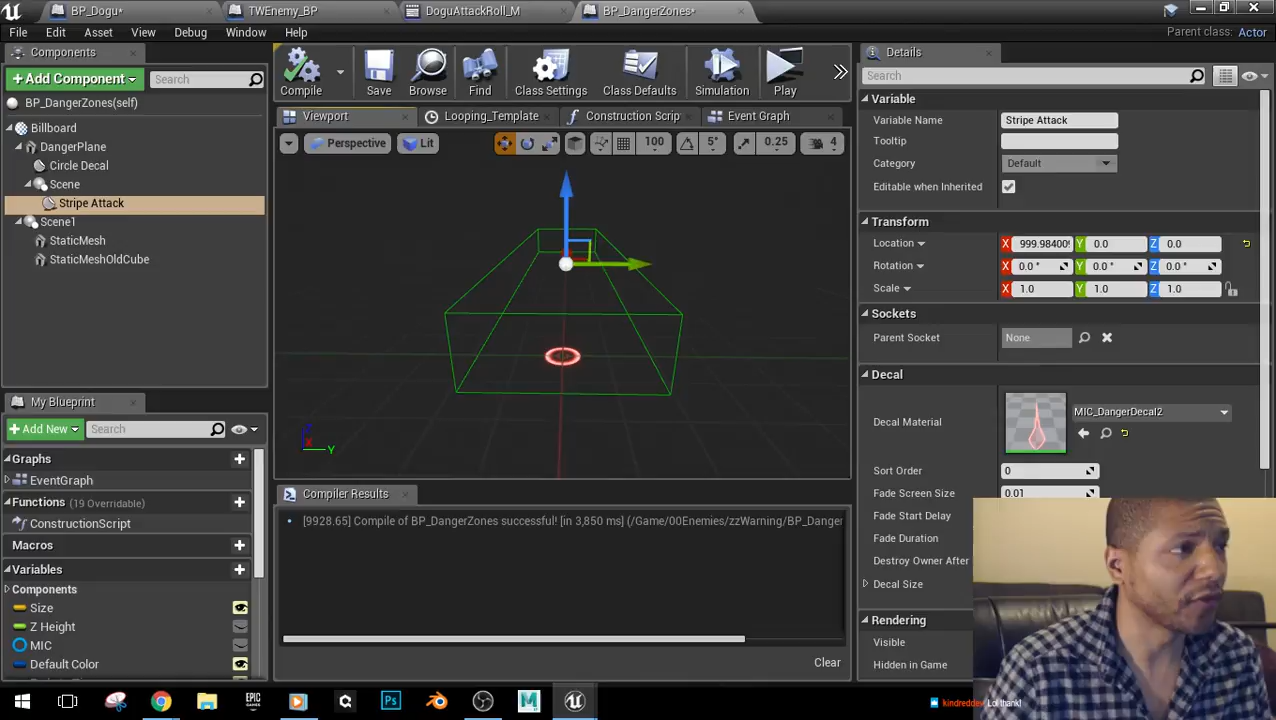 BP_Dogu*
TWEnemy_BP
DoguAttackRoll_M
BP_DangerZones*
File Edit Asset View Debug Window Help
Parent class: Actor
Components
+Add Component
Search
BP_DangerZones(self)
Billboard
DangerPlane
Circle Decal
Scene
Stripe Attack
Scene1
StaticMesh
StaticMeshOldCube
My Blueprint
+Add New
Search
Graphs
EventGraph
Functions (19 Overridable)
ConstructionScript
Macros
Variables
Components
Size
Z Height
MIC
Default Color
Compile
Save
Browse
Find
Class Settings
Class Defaults
Simulation
Play
Viewport
Looping_Template
Construction Scrip
Event Graph
Perspective
Lit
100
5°
0.25
4
Z
X
Y
Compiler Results
[9928.65] Compile of BP_DangerZones successful! [in 3,850 ms] (/Game/00Enemies/zzWarning/BP_Danger
Clear
Details
Search
Variable
Variable Name Stripe Attack
Tooltip
Category Default
Editable when Inherited
Transform
Location X 999.98400 Y 0.0 Z 0.0
Rotation X 0.0 ° Y 0.0 ° Z 0.0 °
Scale X 1.0 Y 1.0 Z 1.0
Sockets
Parent Socket None
Decal
Decal Material MIC_DangerDecal2
Sort Order 0
Fade Screen Size 0.01
Fade Start Delay
Fade Duration
Destroy Owner After
Decal Size
Rendering
Visible
Hidden in Game
EPIC GAMES
Ps
M
kindreddev Lol thank!